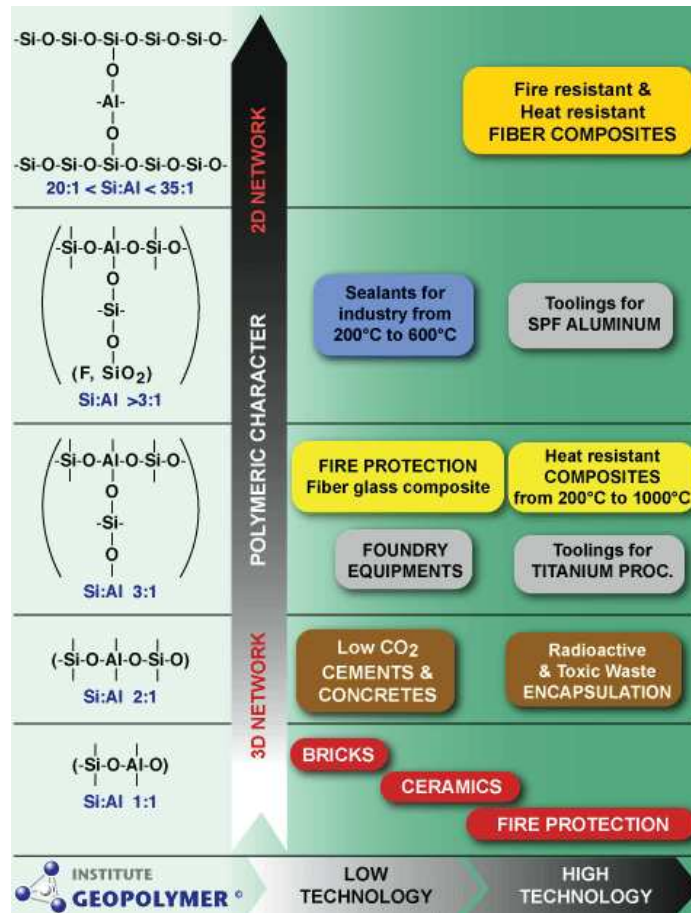 -Si-O-Si-O-Si-O-Si-O-Si-O-
O
-Al-
O
-Si-O-Si-O-Si-O-Si-O-Si-O-
20:1 < Si:Al < 35:1
2D NETWORK
Fire resistant &
Heat resistant
FIBER COMPOSITES
-Si-O-Al-O-Si-O-
O
-Si-
O
(F, SiO2)
Si:Al >3:1
Sealants for
industry from
200°C to 600°C
Toolings for
SPF ALUMINUM
POLYMERIC CHARACTER
-Si-O-Al-O-Si-O-
O
-Si-
O
Si:Al 3:1
FIRE PROTECTION
Fiber glass composite
Heat resistant
COMPOSITES
from 200°C to 1000°C
FOUNDRY
EQUIPMENTS
Toolings for
TITANIUM PROC.
(-Si-O-Al-O-Si-O)
Si:Al 2:1
3D NETWORK
Low CO2
CEMENTS &
CONCRETES
Radioactive
& Toxic Waste
ENCAPSULATION
(-Si-O-Al-O)
Si:Al 1:1
BRICKS
CERAMICS
FIRE PROTECTION
INSTITUTE
GEOPOLYMER ©
LOW
TECHNOLOGY
HIGH
TECHNOLOGY